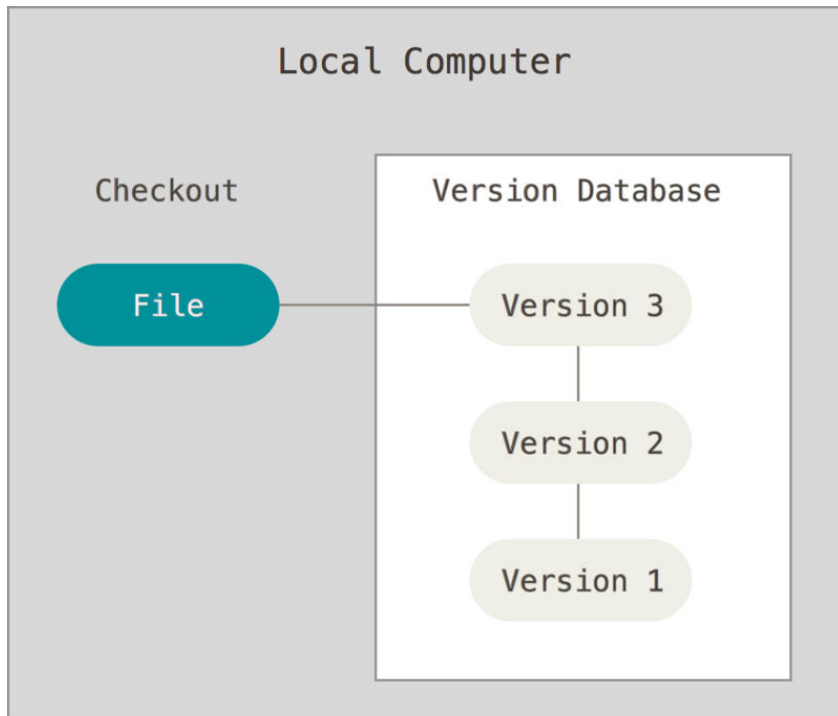 Local Computer
Checkout
Version Database
File
Version 3
Version 2
Version 1